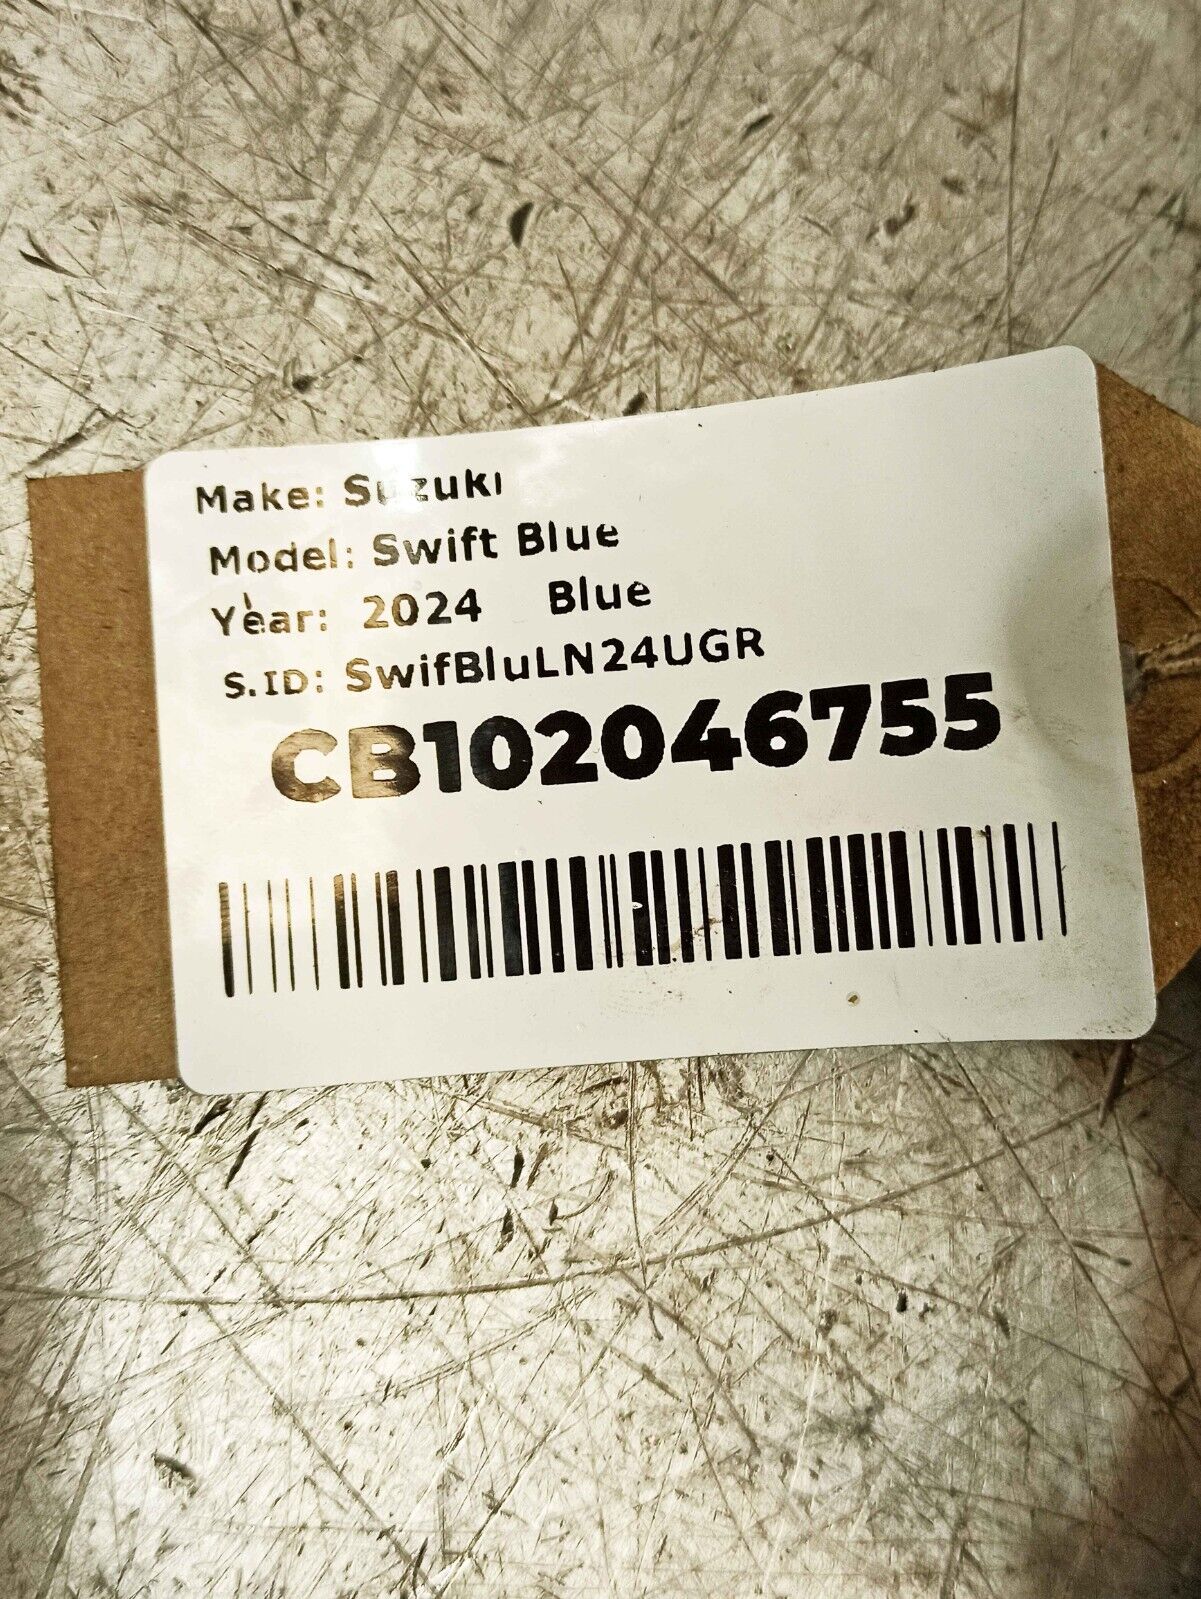 Make: Suzuki
Model: Swift Blue
Year: 2024 Blue
S.ID: SwifBluLN24UGR
CB102046755